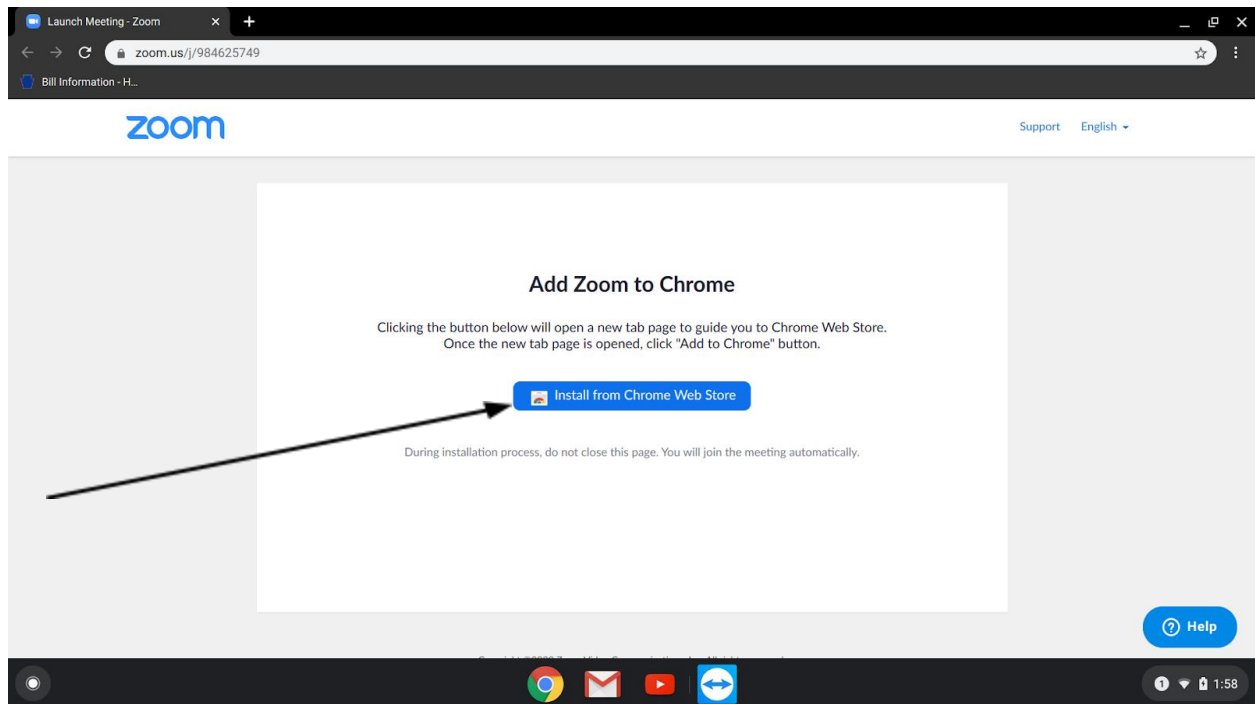 Launch Meeting - Zoom
zoom.us/j/984625749
Bill Information - H...
zoom
Support English
Add Zoom to Chrome
Clicking the button below will open a new tab page to guide you to Chrome Web Store.
Once the new tab page is opened, click "Add to Chrome" button.
Install from Chrome Web Store
During installation process, do not close this page. You will join the meeting automatically.
Help
1 1:58